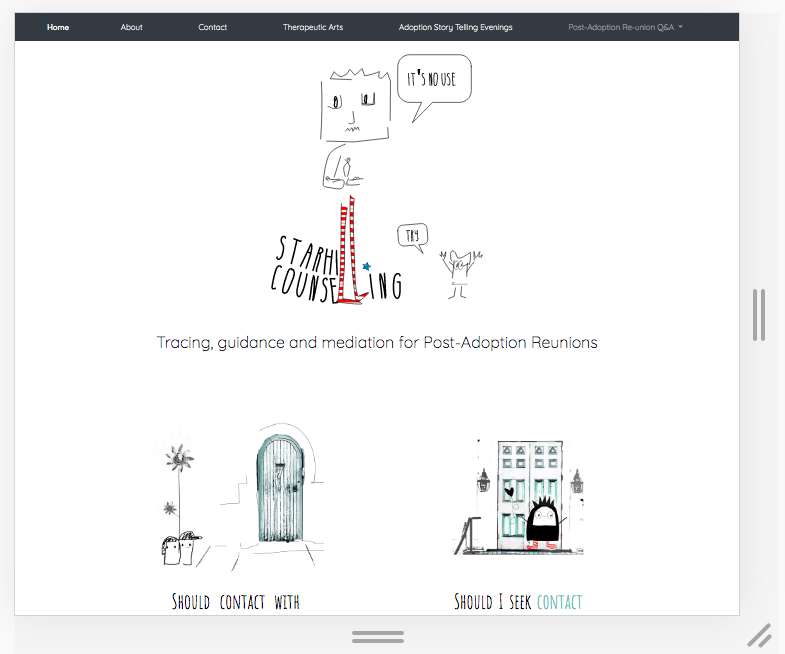 Home About Contact Therapeutic Arts Adoption Story Telling Evenings Post-Adoption Re-union Q&A
IT'S NO USE
TRY
STARHILL
COUNSELLING
Tracing, guidance and mediation for Post-Adoption Reunions
SHOULD CONTACT WITH
SHOULD I SEEK CONTACT